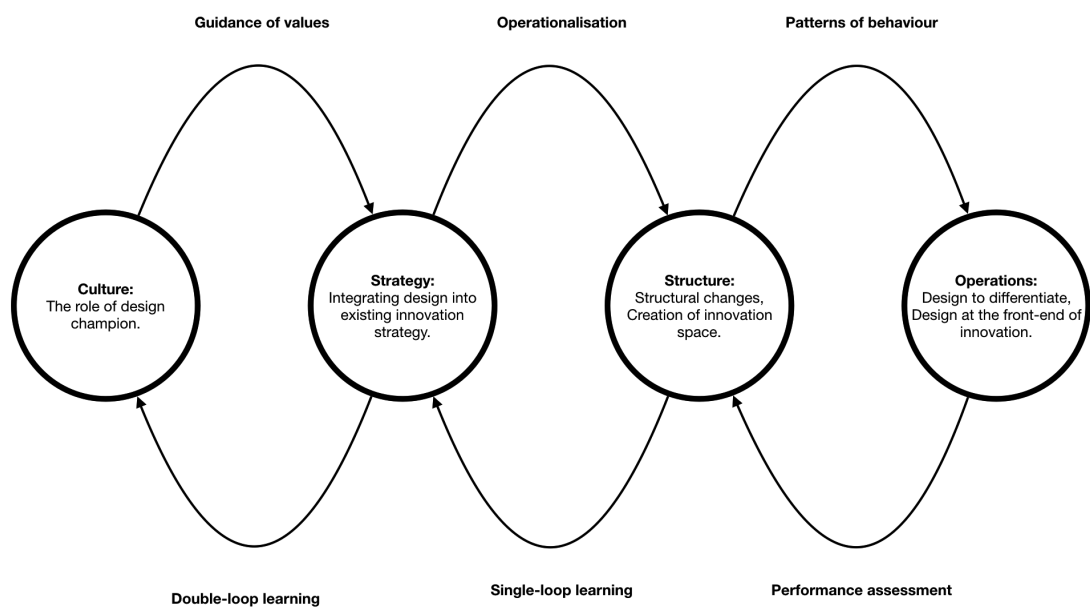 Guidance of values
Operationalisation
Patterns of behaviour
Culture:
The role of design
champion.
Strategy:
Integrating design into
existing innovation
strategy.
Structure:
Structural changes,
Creation of innovation
space.
Operations:
Design to differentiate,
Design at the front-end of
innovation.
Double-loop learning
Single-loop learning
Performance assessment